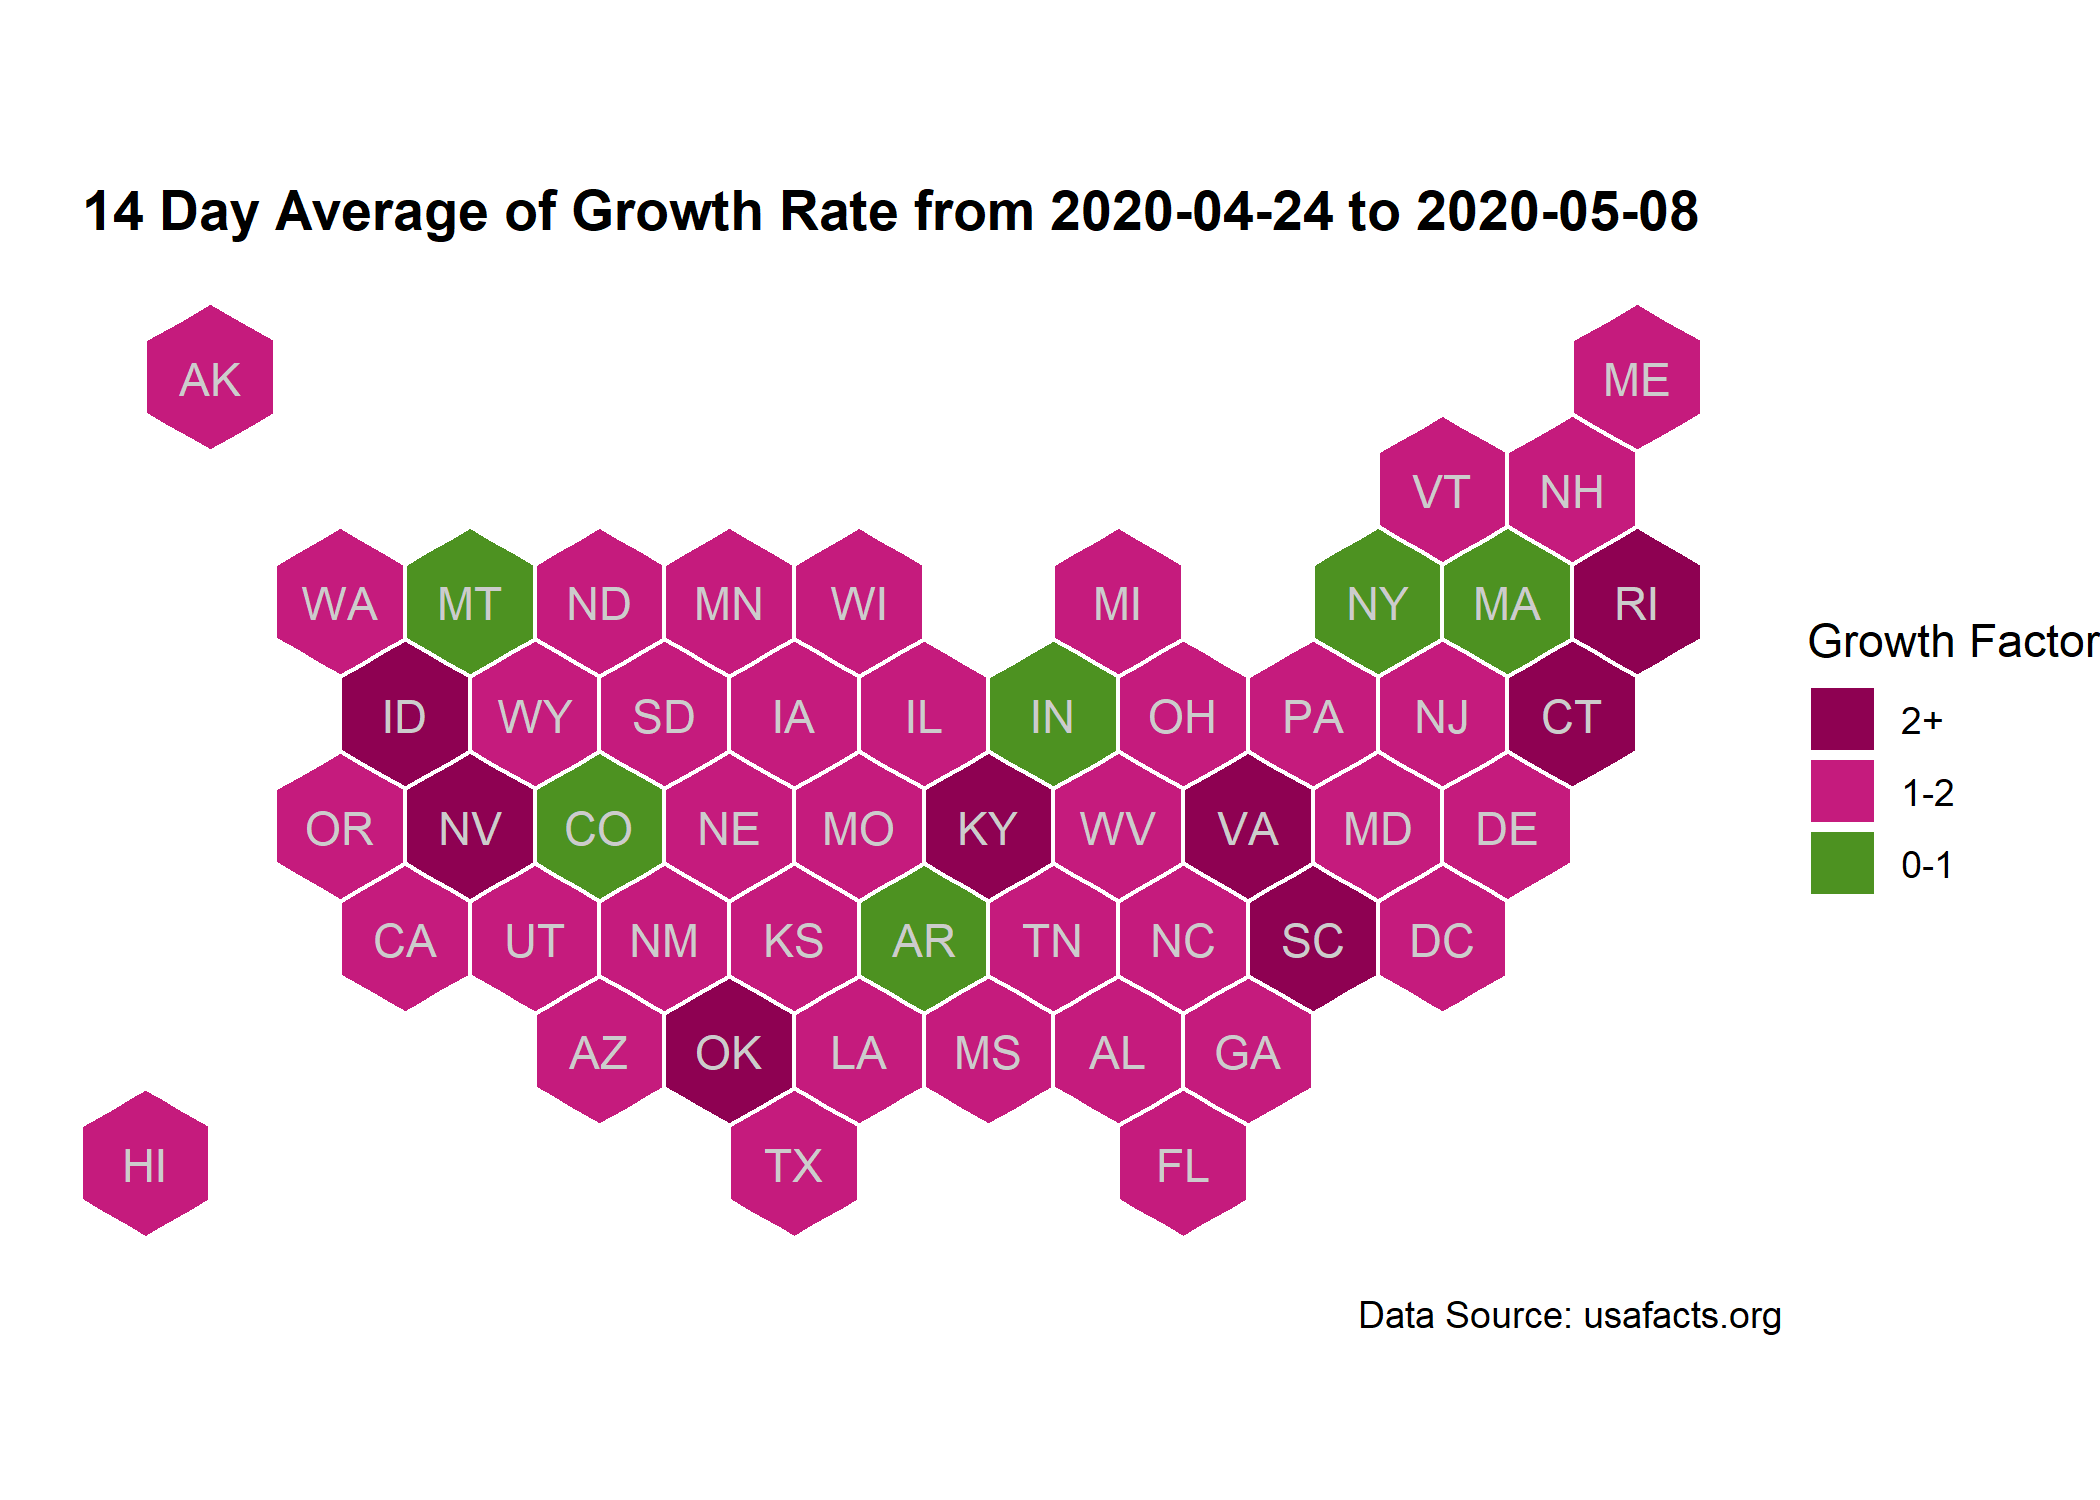 14 Day Average of Growth Rate from 2020-04-24 to 2020-05-08
AK ME
VT NH
WA MT ND MN WI MI NY MA RI
ID WY SD IA IL IN OH PA NJ CT
OR NV CO NE MO KY WV VA MD DE
CA UT NM KS AR TN NC SC DC
AZ OK LA MS AL GA
HI TX FL
Growth Factor
2+
1-2
0-1
Data Source: usafacts.org